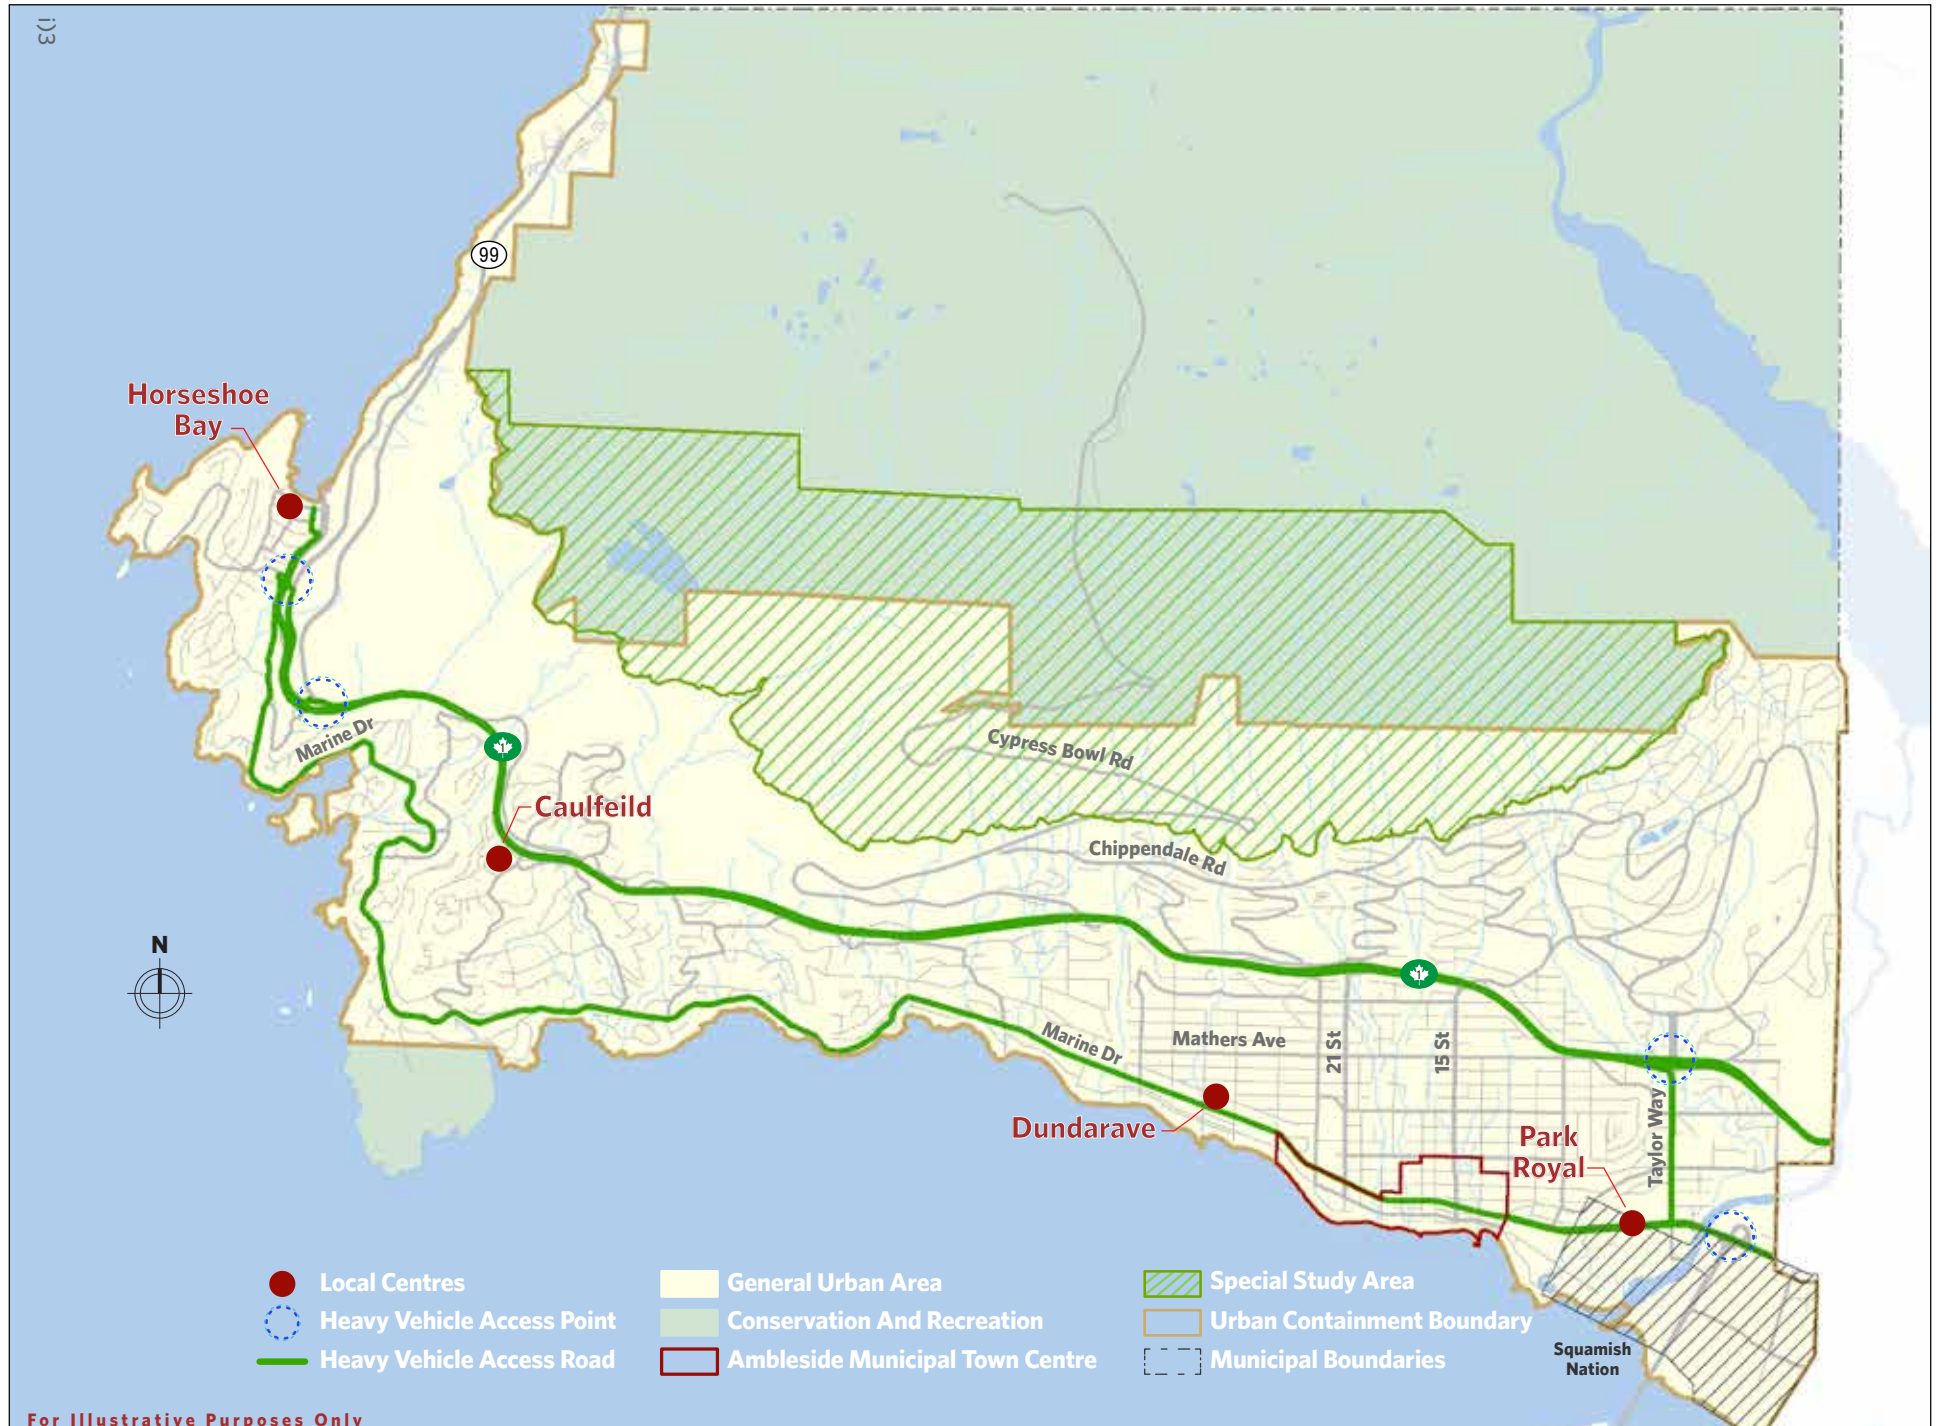 i)3
99
Horseshoe
Bay
Marine Dr
1
Caulfeild
Cypress Bowl Rd
Chippendale Rd
N
1
Marine Dr
Mathers Ave
21 St
15 St
Taylor Way
Dundarave
Park
Royal
Local Centres
Heavy Vehicle Access Point
Heavy Vehicle Access Road
General Urban Area
Conservation And Recreation
Ambleside Municipal Town Centre
Special Study Area
Urban Containment Boundary
Municipal Boundaries
Squamish
Nation
For Illustrative Purposes Only